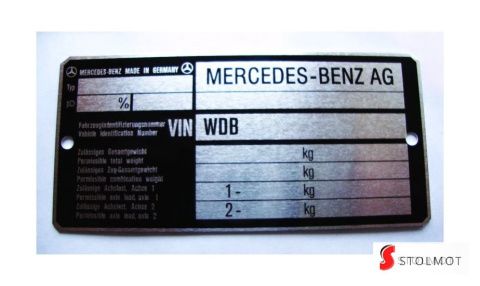 MERCEDES-BENZ MADE IN GERMANY
MERCEDES-BENZ AG
Typ
%
Fahrzeugidentifizierungsnummer
Vehicle Identification Number
VIN WDB
Zulässiges Gesamtgewicht
Permissible total weight
kg
Zulässiges Zug-Gesamtgewicht
Permissible combination weight
kg
Zulässige Achslast, Achse 1
Permissible axle load, axle 1
1- kg
Zulässige Achslast, Achse 2
Permissible axle load, axle 2
2- kg
STOLMOT